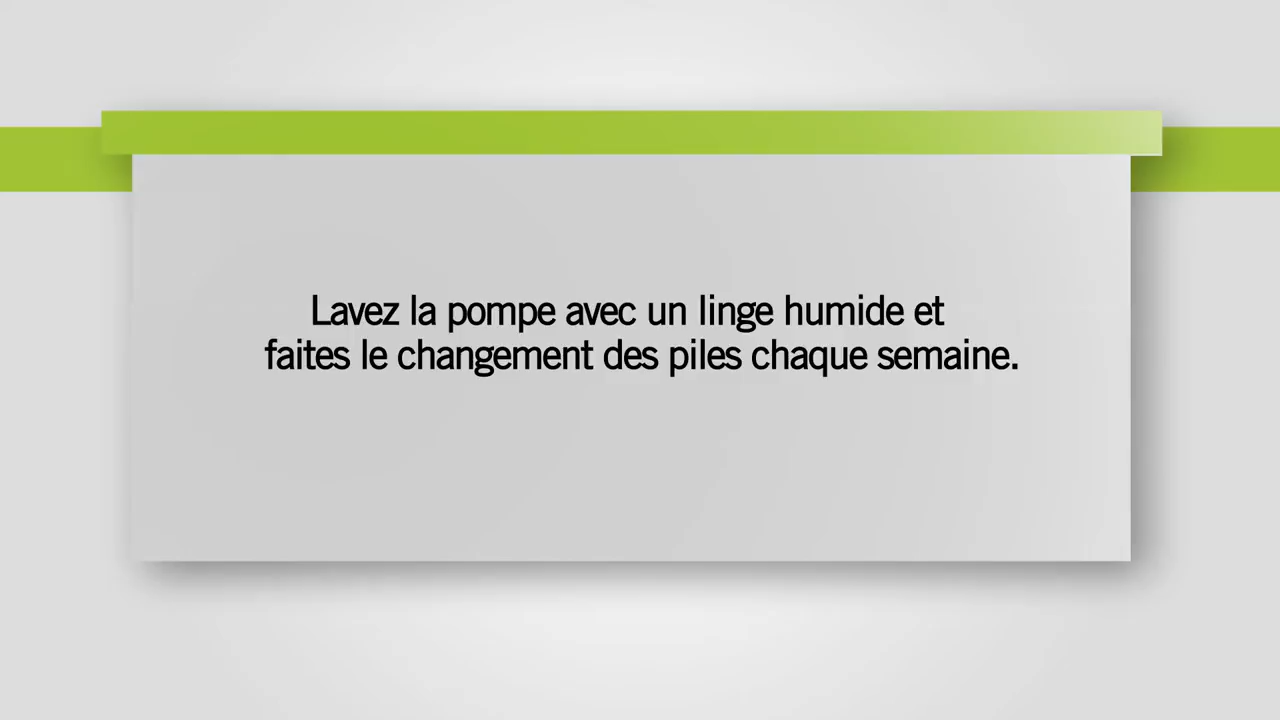 Lavez la pompe avec un linge humide et
faites le changement des piles chaque semaine.